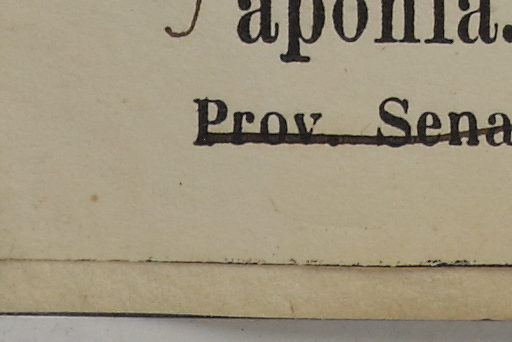 aponia.
Prov. Sena